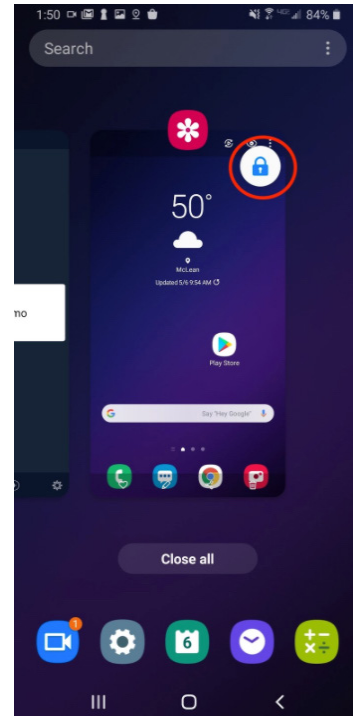 1:50 84%
Search
50°
McLean
Updated 5/6 9:54 AM
mo
Play Store
G Say "Hey Google"
Close all
1
6